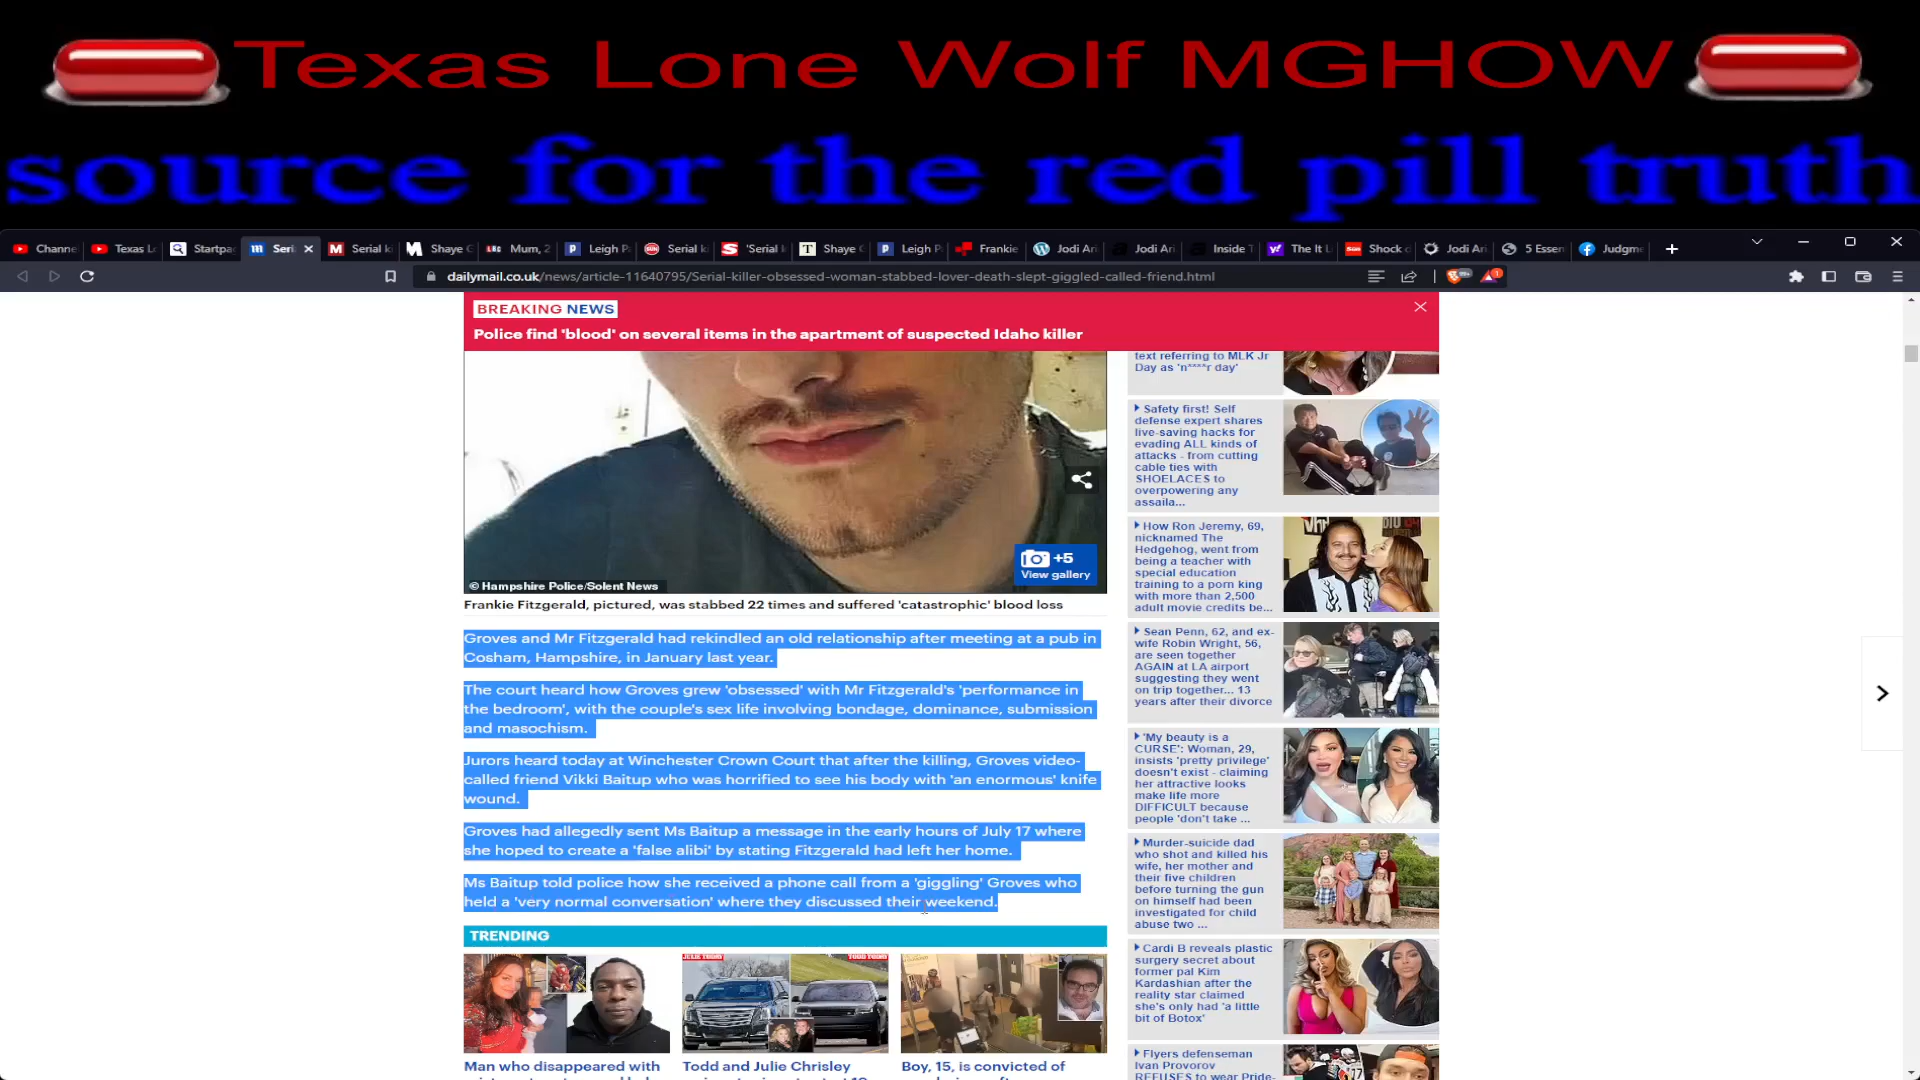 Texas Lone Wolf MGHOW
source for the red pill truth
Channe
Texas L
Startpa
Seri
Serial k
Shaye G
Mum, 2
Leigh P
Serial k
'Serial
Shaye
Leigh P
Frankie
Jodi Ari
Jodi Ari
Inside T
The It L
Shock
Jodi Ari
5 Essen
Judgme
dailymail.co.uk/news/article-11640795/Serial-killer-obsessed-woman-stabbed-lover-death-slept-giggled-called-friend.html
BREAKING NEWS
Police find 'blood' on several items in the apartment of suspected Idaho killer
+5
View gallery
© Hampshire Police/Solent News
Frankie Fitzgerald, pictured, was stabbed 22 times and suffered 'catastrophic' blood loss
Groves and Mr Fitzgerald had rekindled an old relationship after meeting at a pub in
Cosham, Hampshire, in January last year.
The court heard how Groves grew 'obsessed' with Mr Fitzgerald's 'performance in
the bedroom', with the couple's sex life involving bondage, dominance, submission
and masochism.
Jurors heard today at Winchester Crown Court that after the killing, Groves video-
called friend Vikki Baitup who was horrified to see his body with 'an enormous' knife
wound.
Groves had allegedly sent Ms Baitup a message in the early hours of July 17 where
she hoped to create a 'false alibi' by stating Fitzgerald had left her home.
Ms Baitup told police how she received a phone call from a 'giggling' Groves who
held a 'very normal conversation' where they discussed their weekend.
TRENDING
JULIE TODD
TODD TODD
Man who disappeared with
Todd and Julie Chrisley
Boy, 15, is convicted of
text referring to MLK Jr
Day as 'n****r day'
Safety first! Self
defense expert shares
live-saving hacks for
evading ALL kinds of
attacks - from cutting
cable ties with
SHOELACES to
overpowering any
assaila...
How Ron Jeremy, 69,
nicknamed The
Hedgehog, went from
being a teacher with
special education
training to a porn king
with more than 2,500
adult movie credits be...
Sean Penn, 62, and ex-
wife Robin Wright, 56,
are seen together
AGAIN at LA airport
suggesting they went
on trip together... 13
years after their divorce
'My beauty is a
CURSE': Woman, 29,
insists 'pretty privilege'
doesn't exist - claiming
her attractive looks
make life more
DIFFICULT because
people 'don't take ...
Murder-suicide dad
who shot and killed his
wife, her mother and
their five children
before turning the gun
on himself had been
investigated for child
abuse two ...
Cardi B reveals plastic
surgery secret about
former pal Kim
Kardashian after the
reality star claimed
she's only had 'a little
bit of Botox'
Flyers defenseman
Ivan Provorov
REFUSES to wear Pride-